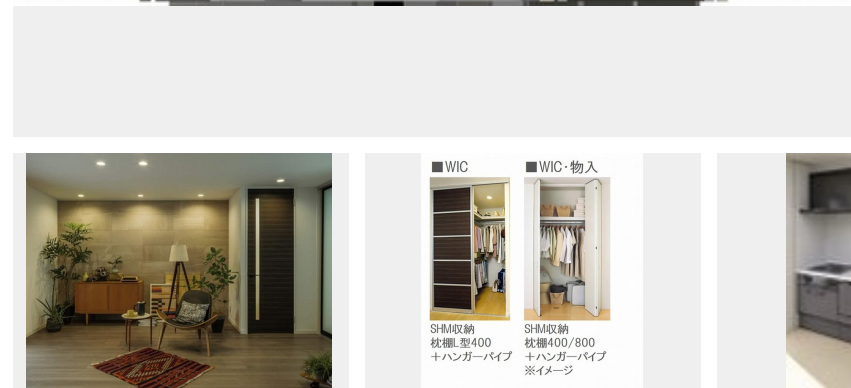 ■WIC
■WIC・物入
SHM収納
枕棚L型400
＋ハンガーパイプ
SHM収納
枕棚400/800
＋ハンガーパイプ
※イメージ